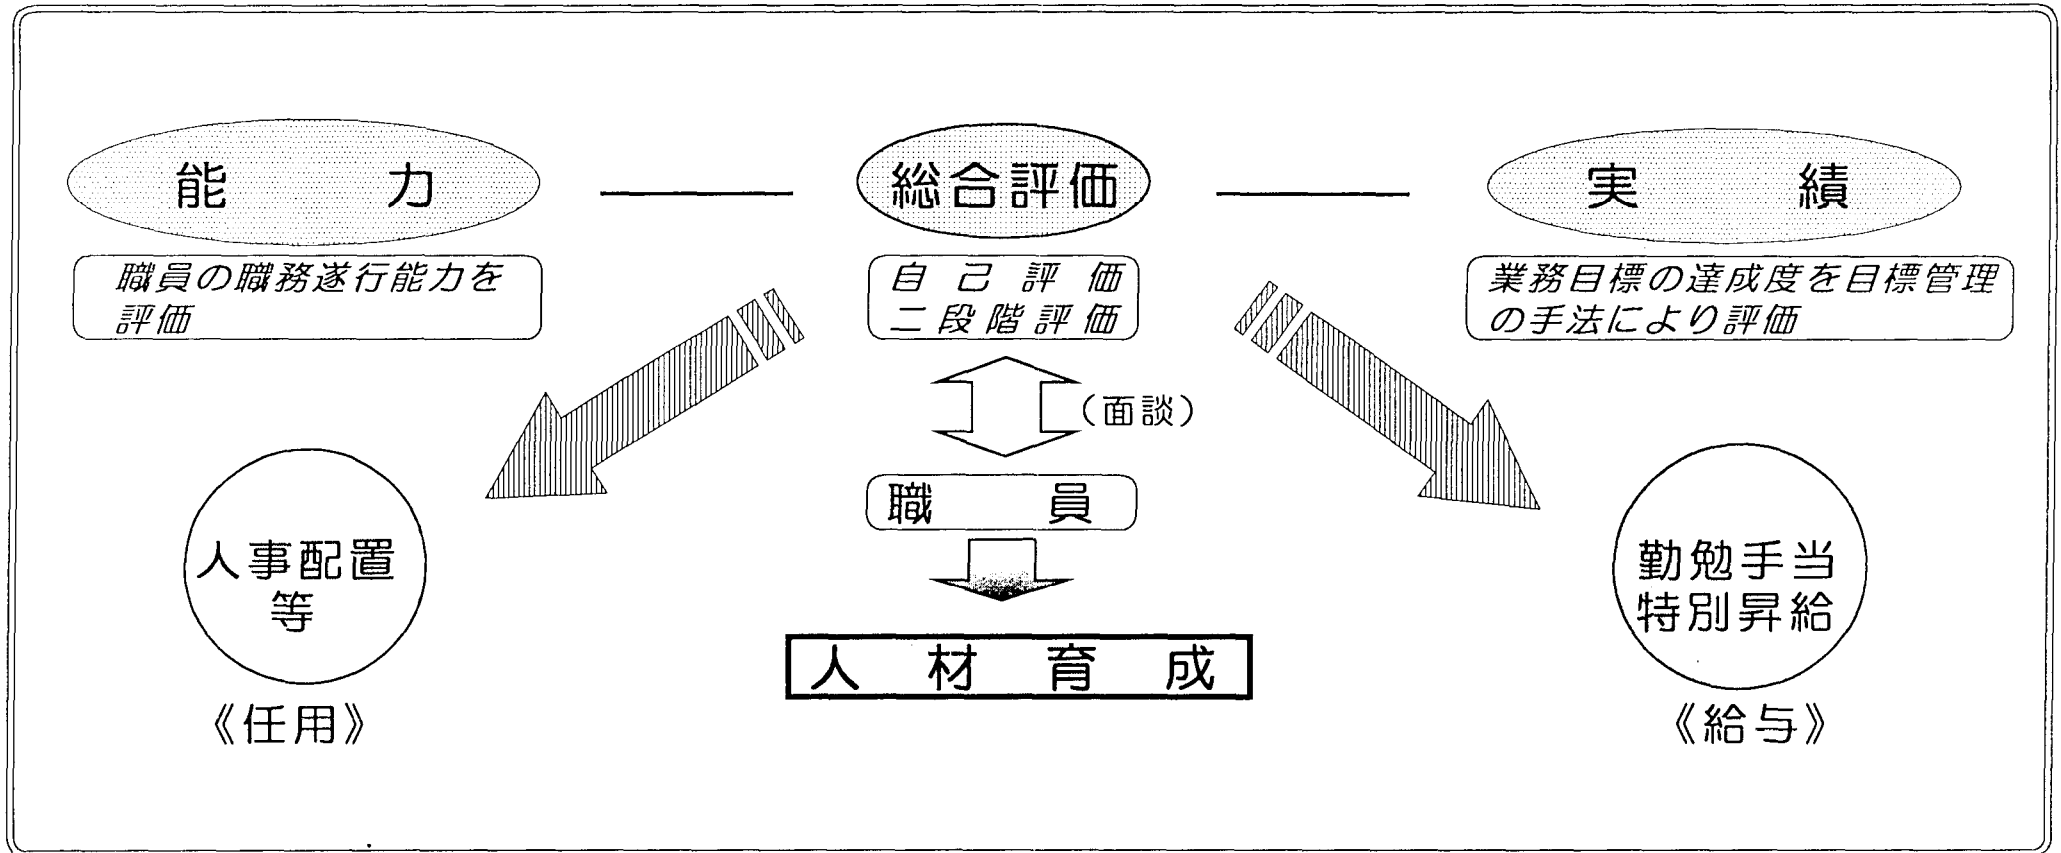 能力
総合評価
実績
職員の職務遂行能力を
評価
自己評価
二段階評価
業務目標の達成度を目標管理
の手法により評価
（面談）
職員
人事配置
等
勤勉手当
特別昇給
人材育成
《任用》
《給与》